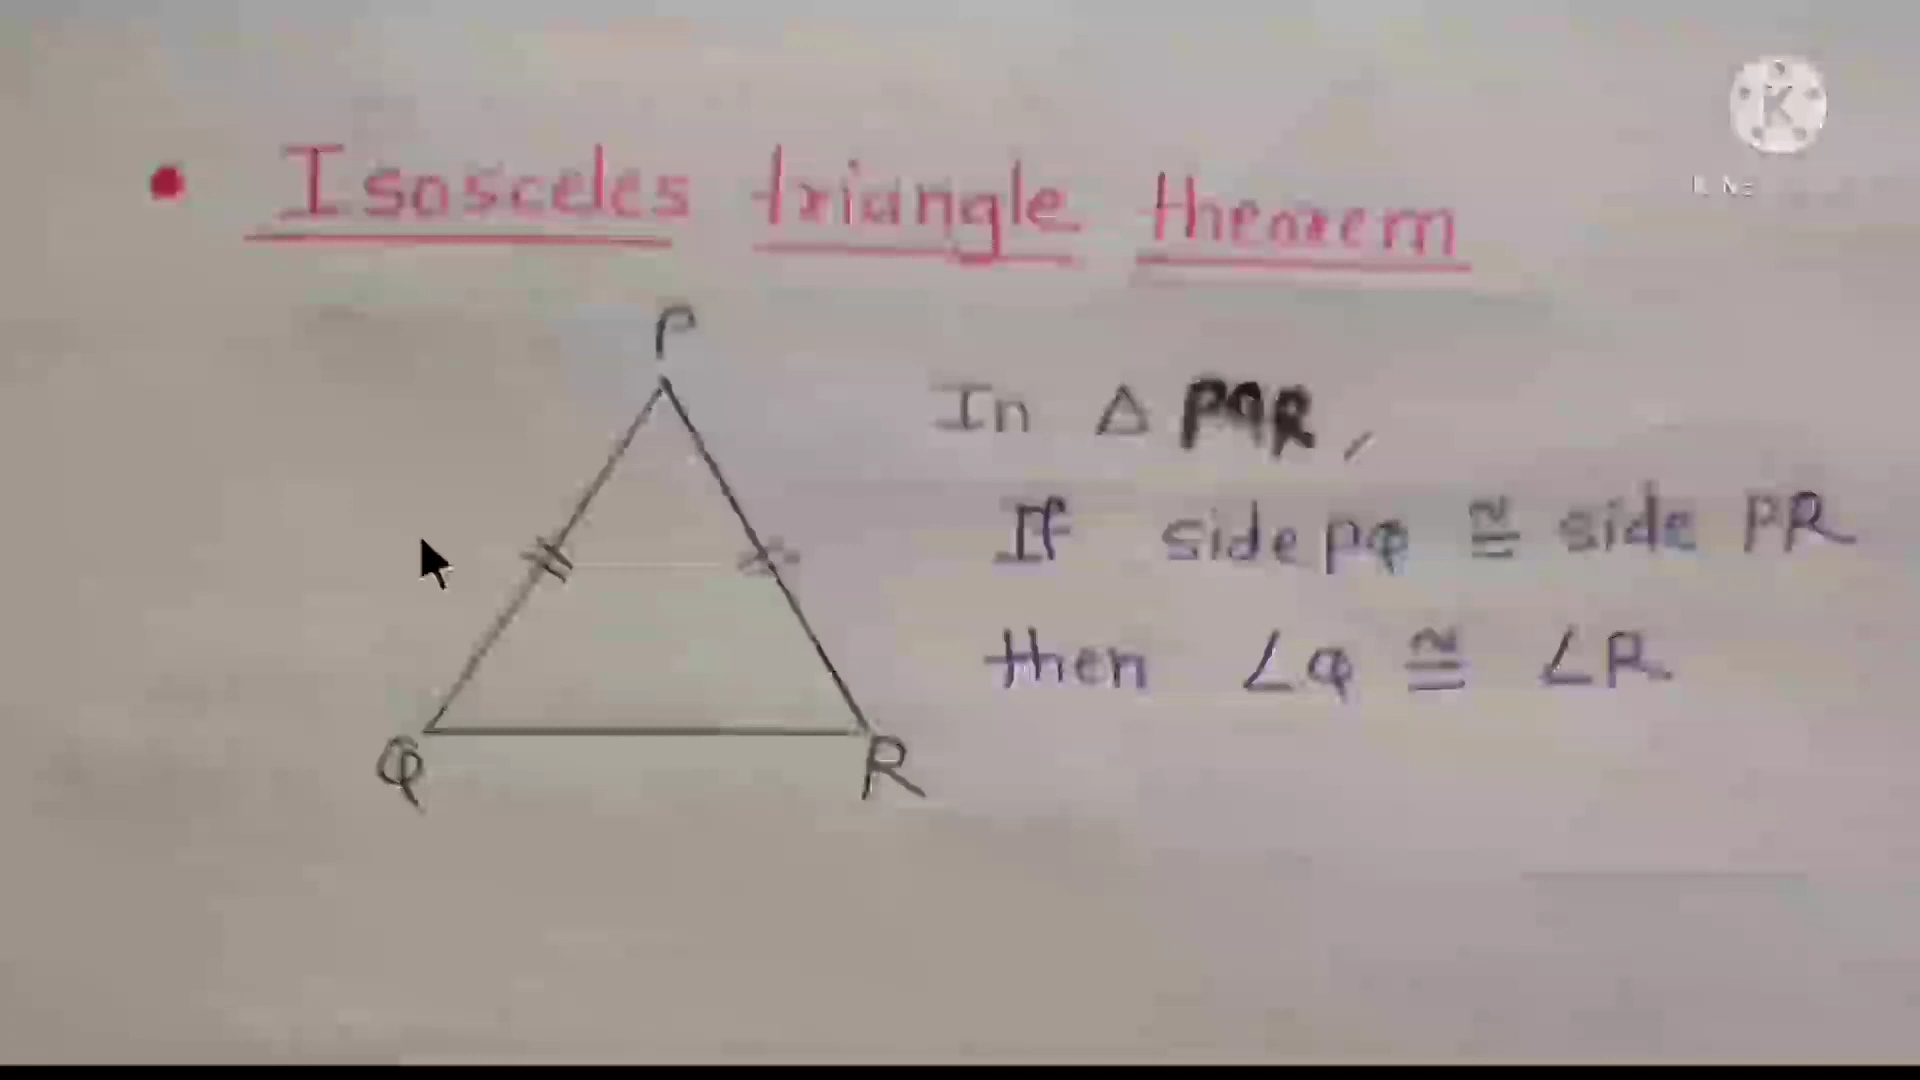 • Isosceles triangle theorem
P
In △ PQR,
If side PQ ≅ side PR
then ∠Q ≅ ∠R
Q R
K